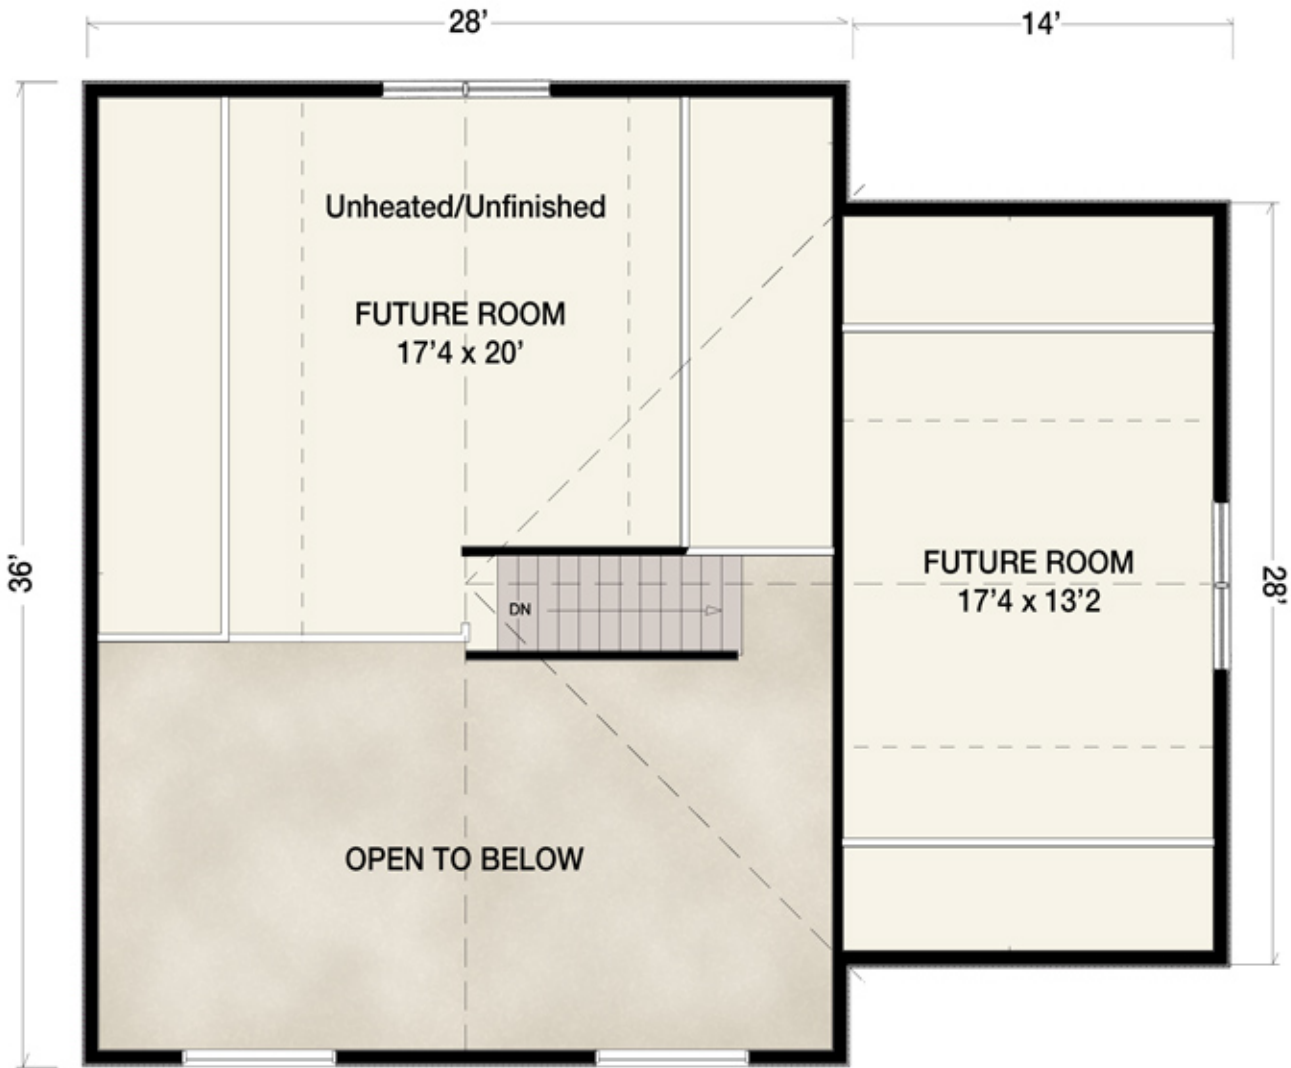 28'
14'
Unheated/Unfinished
FUTURE ROOM
17'4 x 20'
36'
DN
FUTURE ROOM
17'4 x 13'2
28'
OPEN TO BELOW